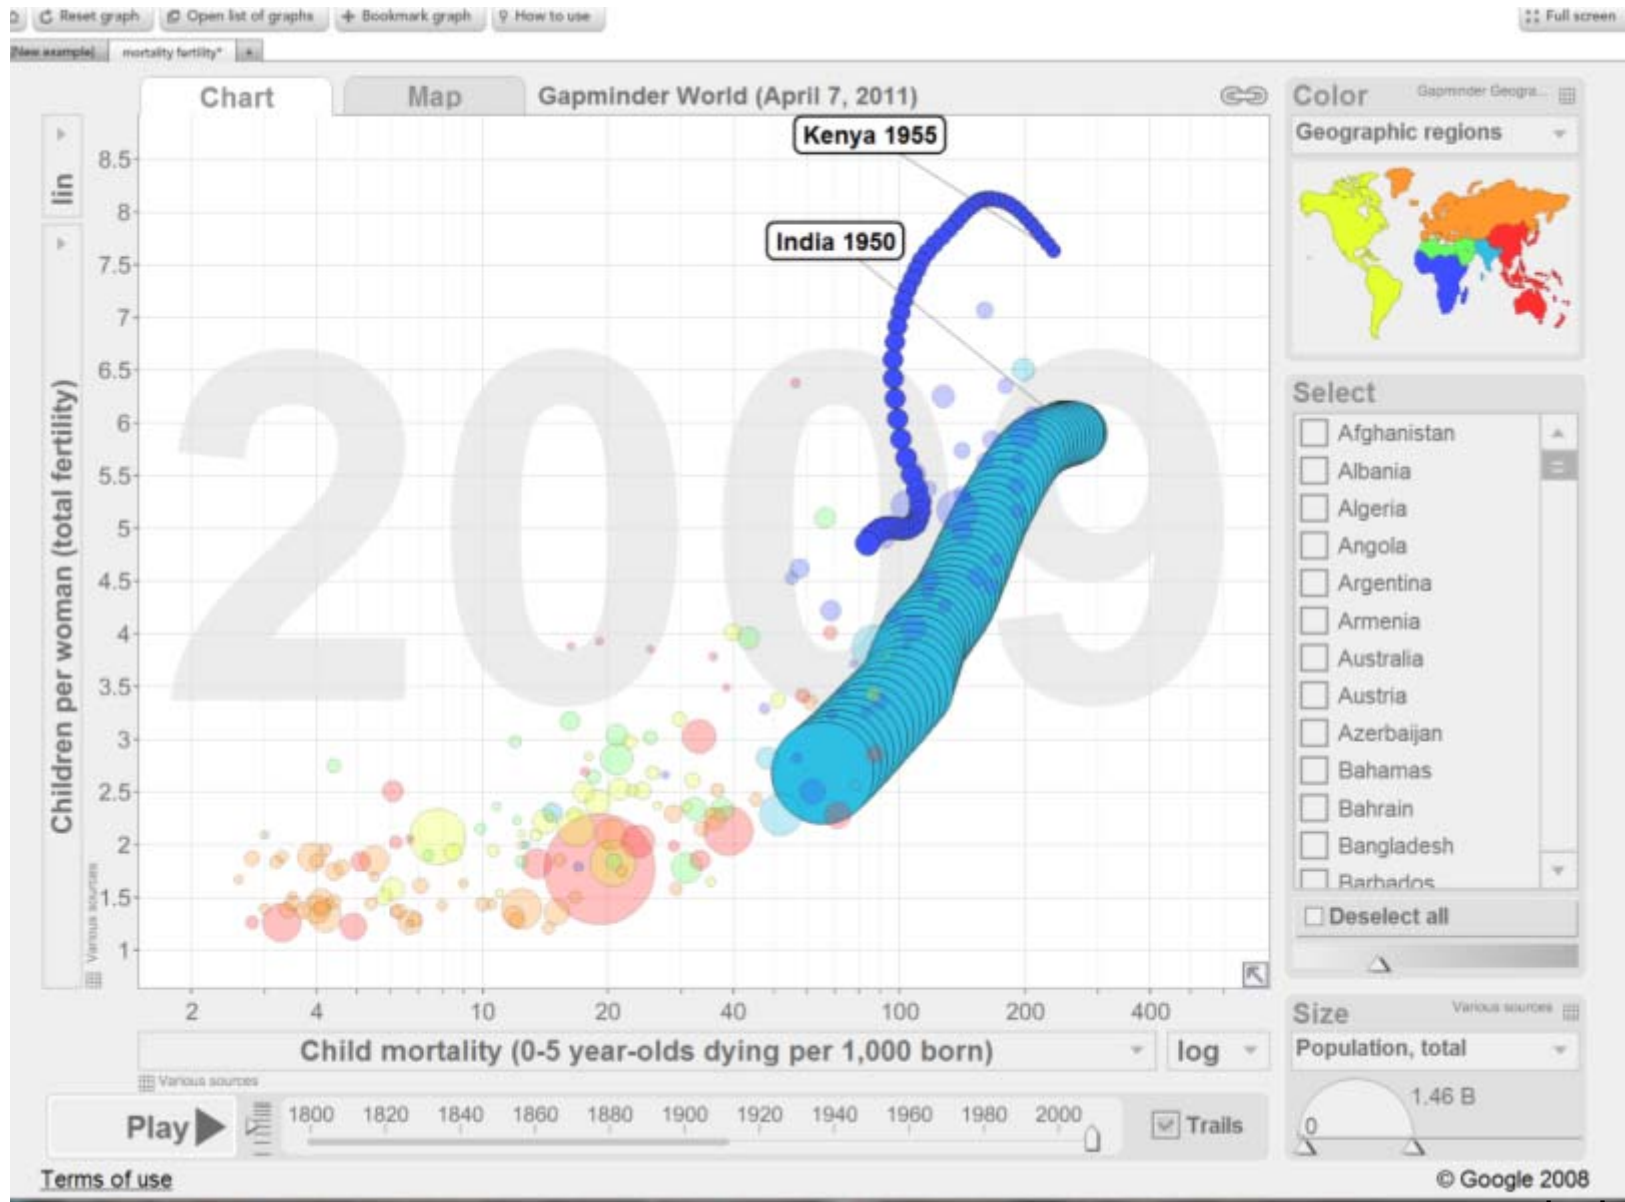 Reset graph Open list of graphs Bookmark graph How to use Full screen
[New example] mortality fertility*
Chart Map Gapminder World (April 7, 2011)
Kenya 1955
India 1950
2009
lin
Children per woman (total fertility)
Various sources
8.5
8
7.5
7
6.5
6
5.5
5
4.5
4
3.5
3
2.5
2
1.5
1
2 4 10 20 40 100 200 400
Child mortality (0-5 year-olds dying per 1,000 born) log
Various sources
Play 1800 1820 1840 1860 1880 1900 1920 1940 1960 1980 2000 Trails
Color Gapminder Geogra...
Geographic regions
Select
Afghanistan
Albania
Algeria
Angola
Argentina
Armenia
Australia
Austria
Azerbaijan
Bahamas
Bahrain
Bangladesh
Barbados
Deselect all
Size Various sources
Population, total
1.46 B
0
Terms of use © Google 2008